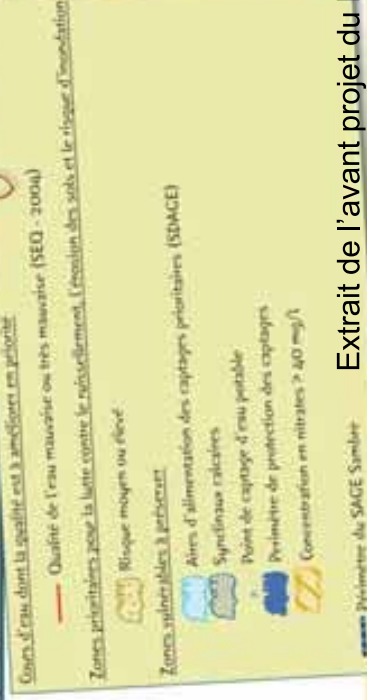 Cours d'eau dont la qualité est à améliorer en priorité
Qualité de l'eau mauvaise ou très mauvaise (SEQ - 2004)
Zones prioritaires pour la lutte contre le ruissellement, l'érosion des sols et le risque d'inondation
Risque moyen ou élevé
Zones vulnérables à préserver
Aires d'alimentation des captages prioritaires (SDAGE)
Synclinaux calcaires
Point de captage d'eau potable
Périmètre de protection des captages
Concentration en nitrates > 40 mg/l
Périmètre du SAGE Sambre
Extrait de l'avant projet du